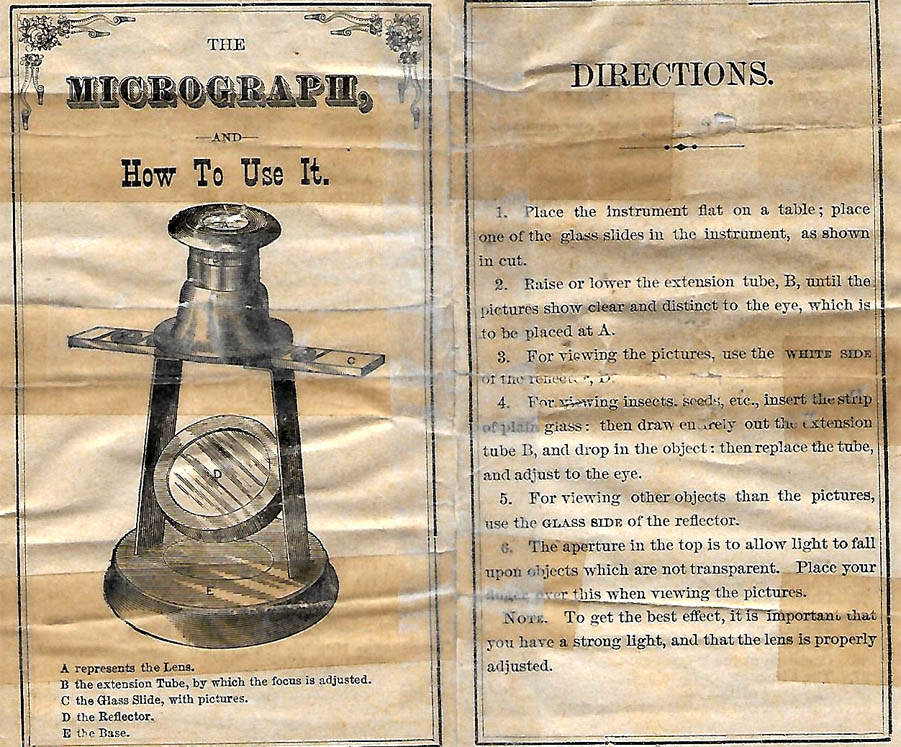 THE
MICROGRAPH,
—AND—
How To Use It.
B
C
D
E
A represents the Lens.
B the extension Tube, by which the focus is adjusted.
C the Glass Slide, with pictures.
D the Reflector.
E the Base.
DIRECTIONS.
1. Place the instrument flat on a table; place
one of the glass slides in the instrument, as shown
in cut.
2. Raise or lower the extension tube, B, until the
pictures show clear and distinct to the eye, which is
to be placed at A.
3. For viewing the pictures, use the WHITE SIDE
of the reflector, D.
4. For viewing insects, seeds, etc., insert the strip
of plain glass: then draw entirely out the extension
tube B, and drop in the object: then replace the tube,
and adjust to the eye.
5. For viewing other objects than the pictures,
use the GLASS SIDE of the reflector.
6. The aperture in the top is to allow light to fall
upon objects which are not transparent. Place your
finger over this when viewing the pictures.
NOTE. To get the best effect, it is important that
you have a strong light, and that the lens is properly
adjusted.